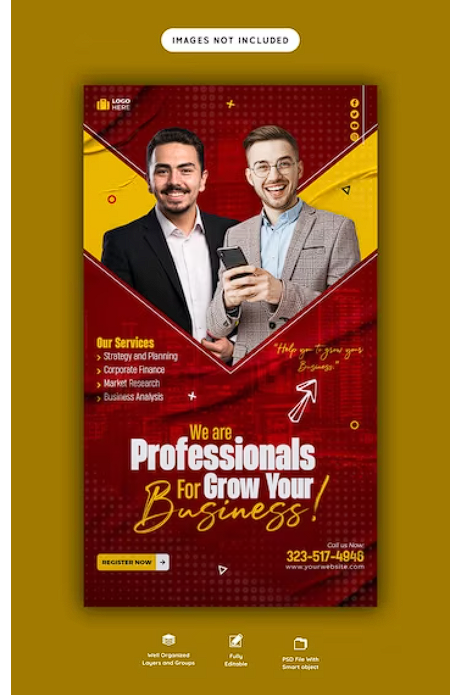 IMAGES NOT INCLUDED
LOGO
HERE
Our Services
Strategy and Planning
Corporate Finance
Market Research
Business Analysis
"Help you to grow your
Business."
We are
Professionals
For Grow Your
Business!
REGISTER NOW
Call us Now:
323-517-4946
www.yourwebsite.com
Well Organized
Layers and Groups
Fully
Editable
PSD File With
Smart object